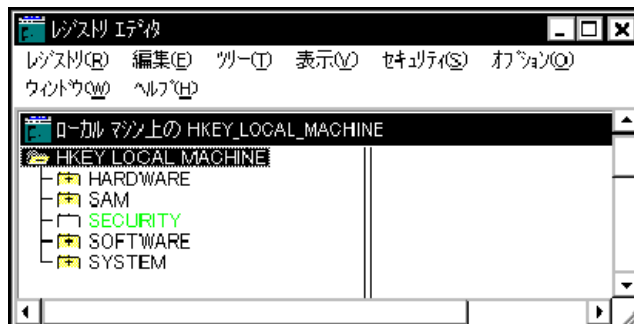 レジストリ エディタ
レジストリ(R) 編集(E) ツリー(T) 表示(V) セキュリティ(S) オプション(O)
ウィンドウ(W) ヘルプ(H)
ローカル マシン上の HKEY_LOCAL_MACHINE
HKEY_LOCAL_MACHINE
HARDWARE
SAM
SECURITY
SOFTWARE
SYSTEM